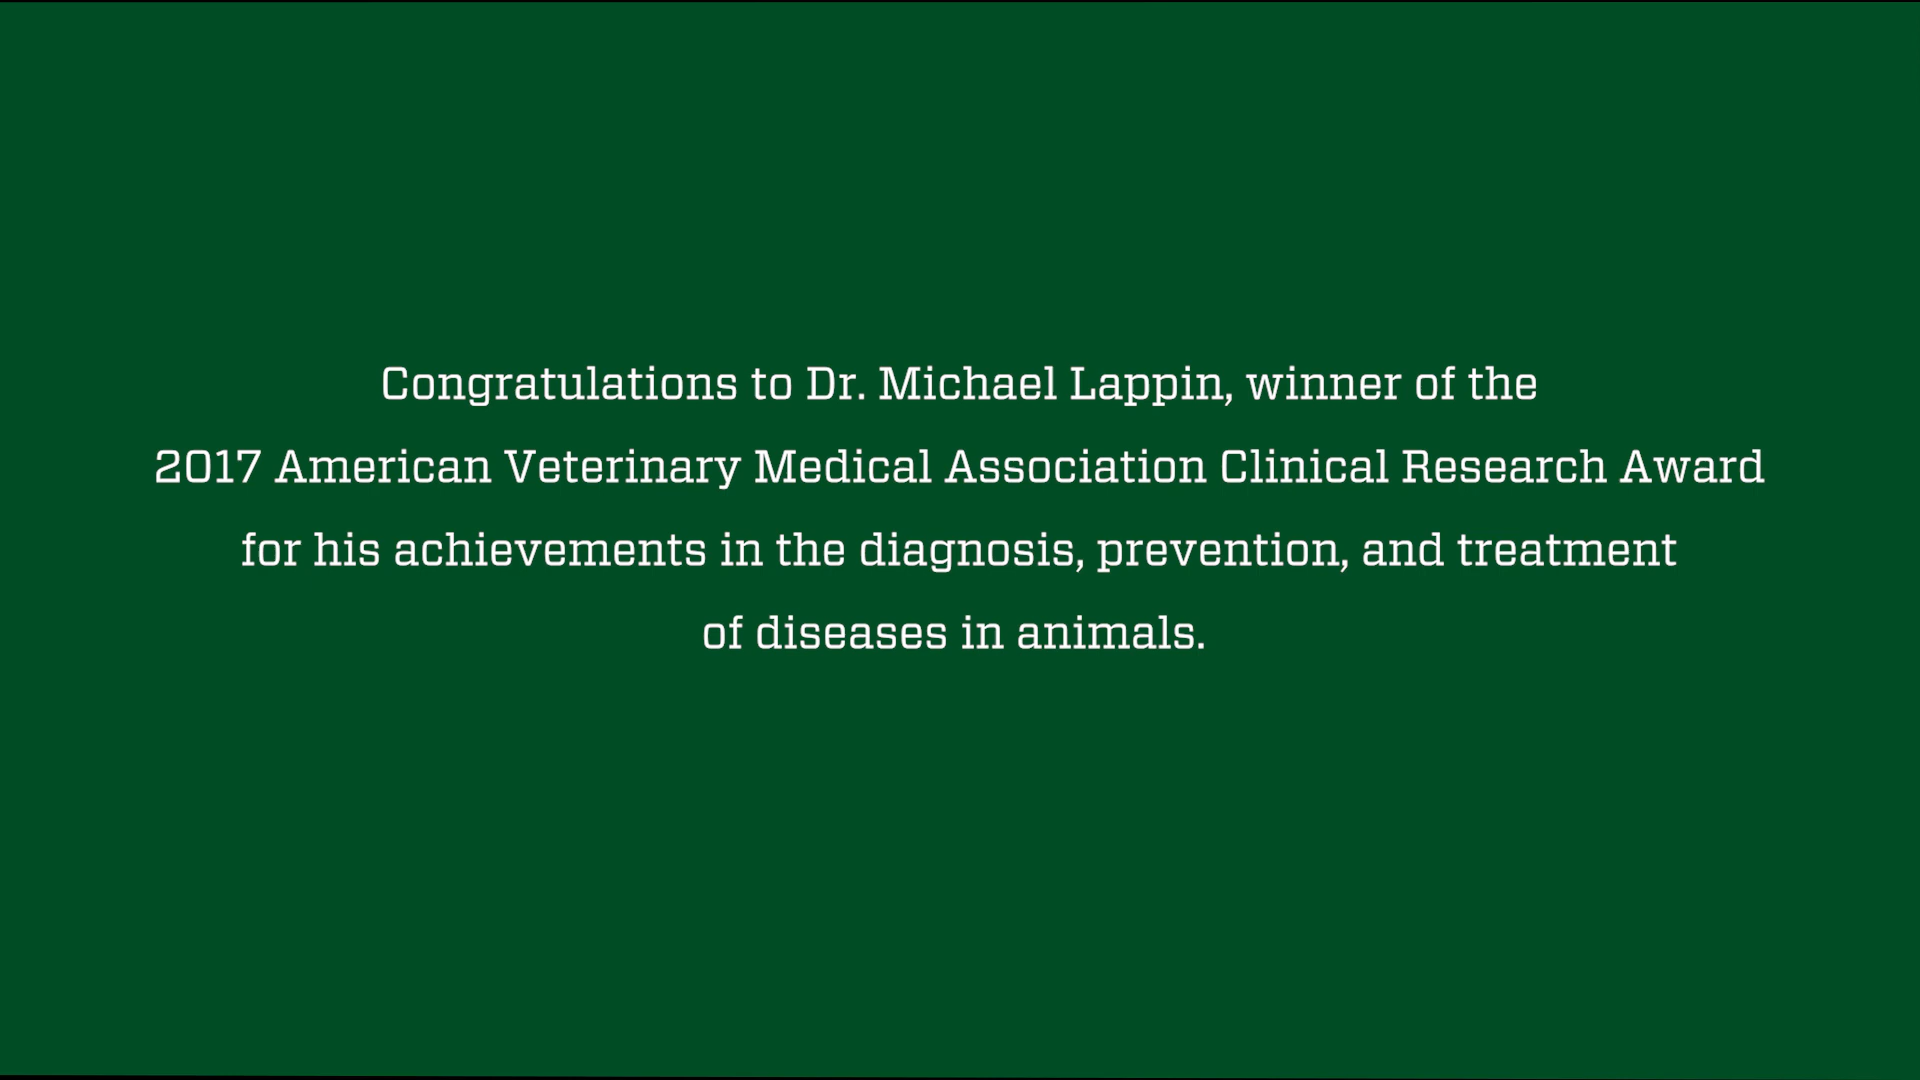 Congratulations to Dr. Michael Lappin, winner of the
2017 American Veterinary Medical Association Clinical Research Award
for his achievements in the diagnosis, prevention, and treatment
of diseases in animals.